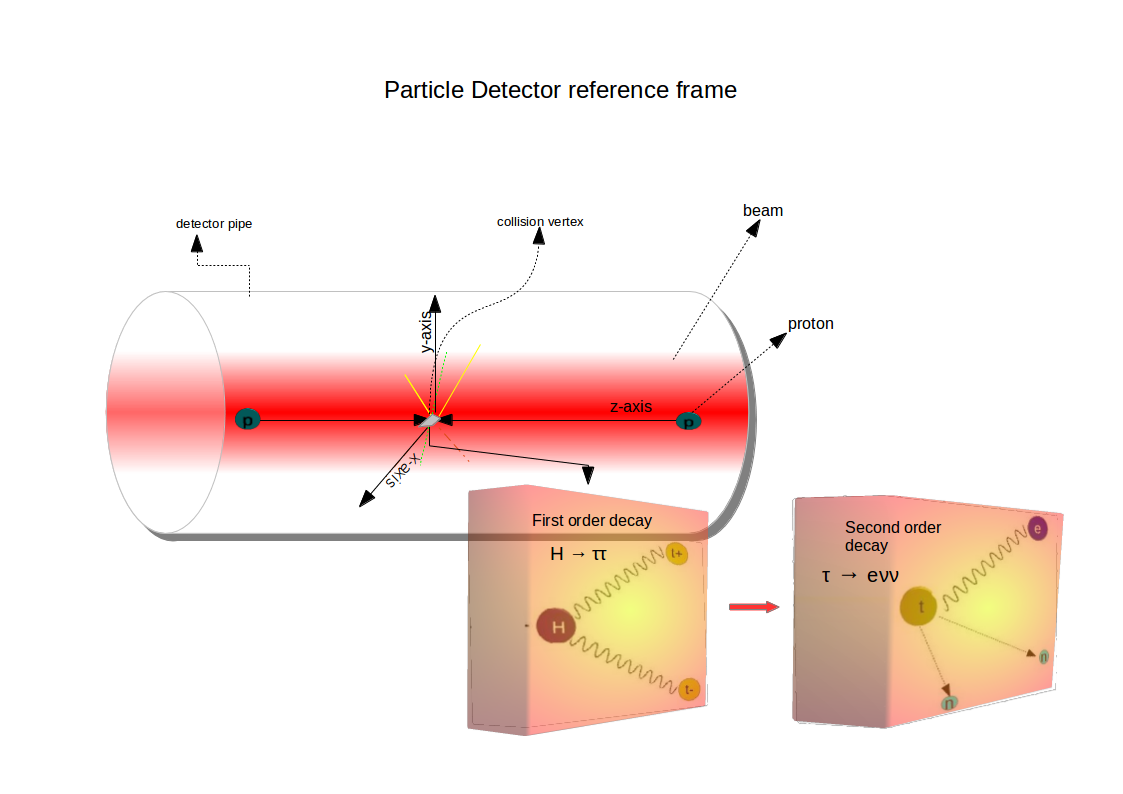 Particle Detector reference frame
detector pipe
collision vertex
beam
proton
y-axis
z-axis
p
p
x-axis
First order decay
H → ππ
t+
H
t-
Second order
decay
τ → eνν
e
t
n
n